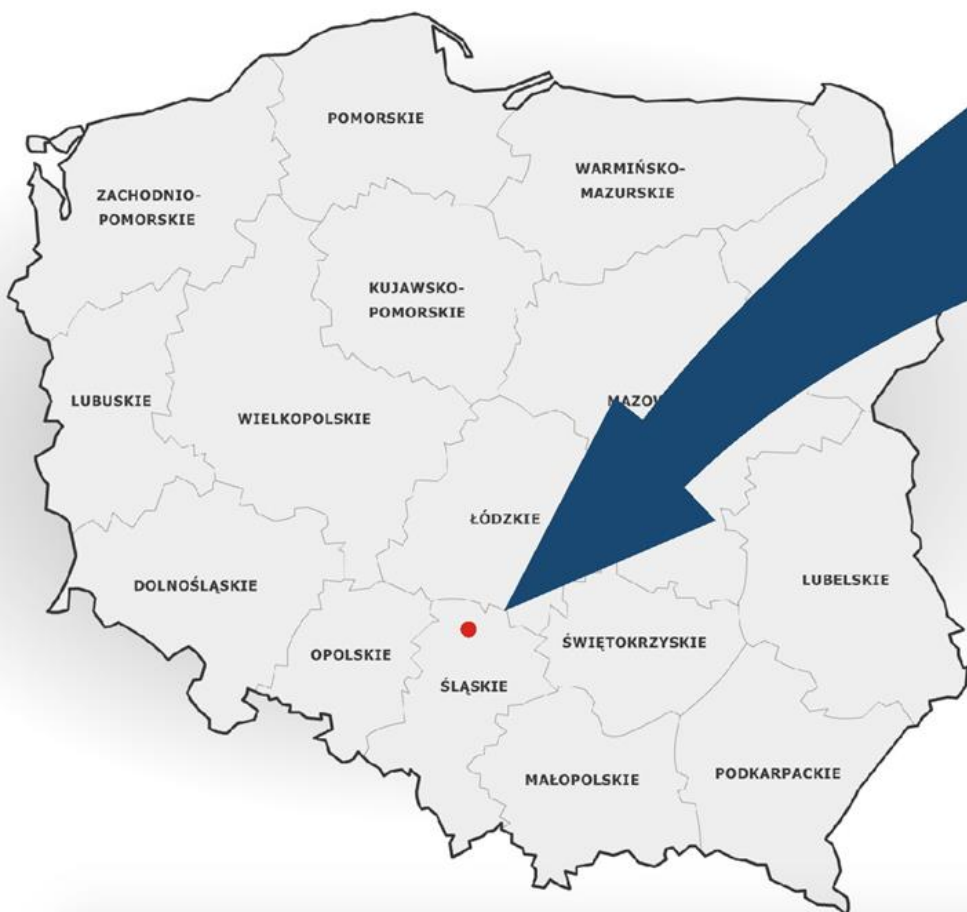 POMORSKIE
WARMIŃSKO-
MAZURSKIE
ZACHODNIO-
POMORSKIE
KUJAWSKO-
POMORSKIE
LUBUSKIE
WIELKOPOLSKIE
ŁÓDZKIE
DOLNOŚLĄSKIE
LUBELSKIE
OPOLSKIE
ŚWIĘTOKRZYSKIE
ŚLĄSKIE
MAŁOPOLSKIE
PODKARPACKIE